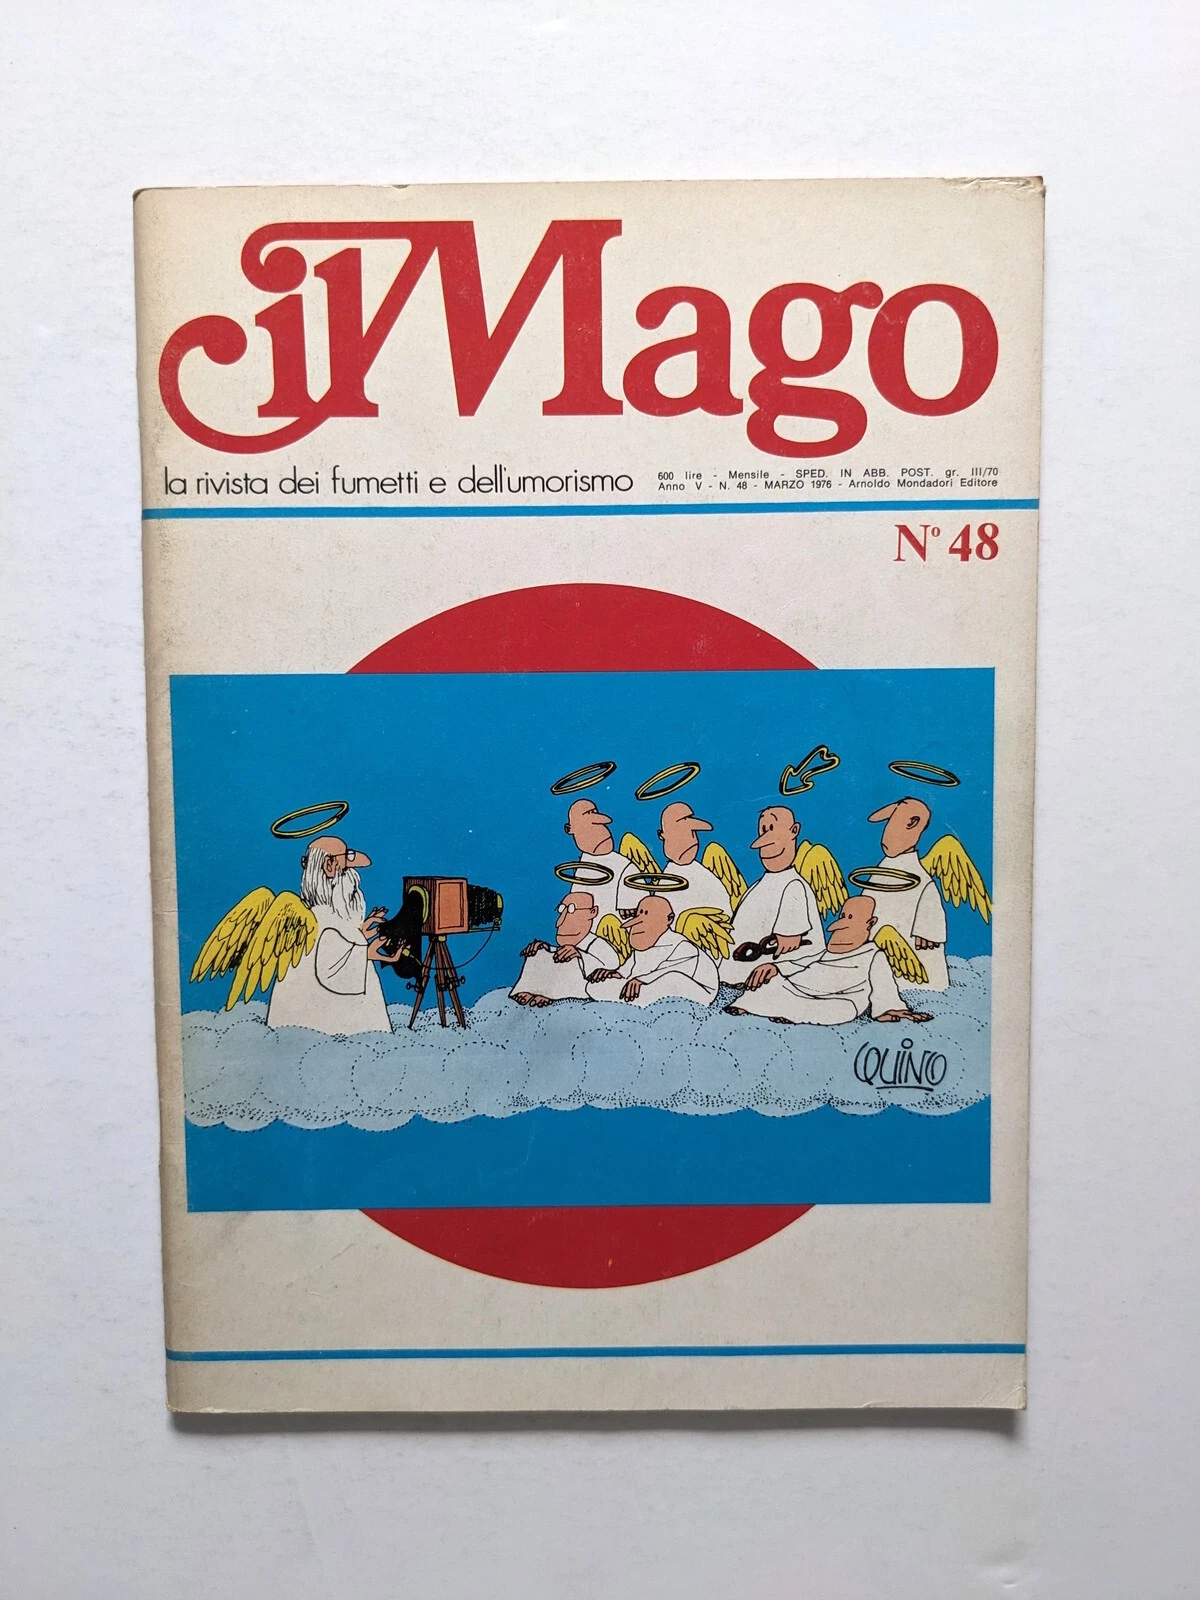 il Mago
la rivista dei fumetti e dell'umorismo
600 lire - Mensile - SPED. IN ABB. POST. gr. III/70
Anno V - N. 48 - MARZO 1976 - Arnoldo Mondadori Editore
Nº 48
QUINO